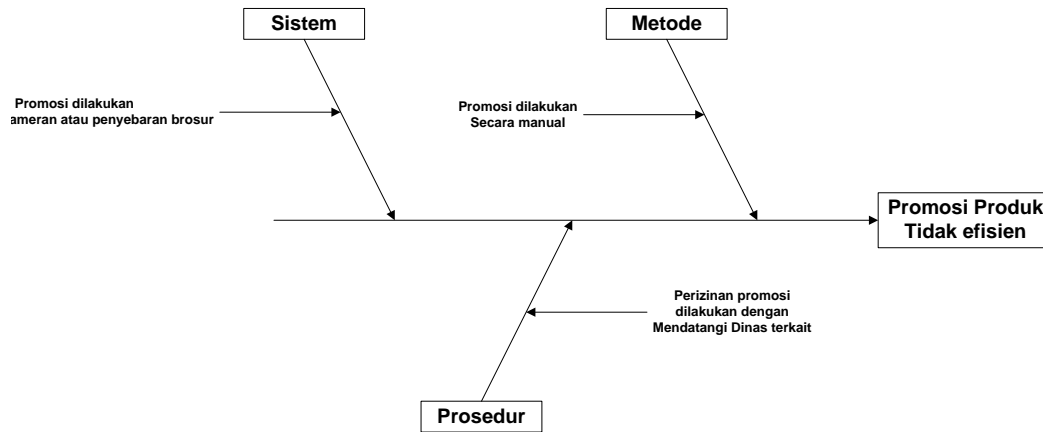 Sistem
Metode
Promosi dilakukan
ameran atau penyebaran brosur
Promosi dilakukan
Secara manual
Promosi Produk
Tidak efisien
Perizinan promosi
dilakukan dengan
Mendatangi Dinas terkait
Prosedur